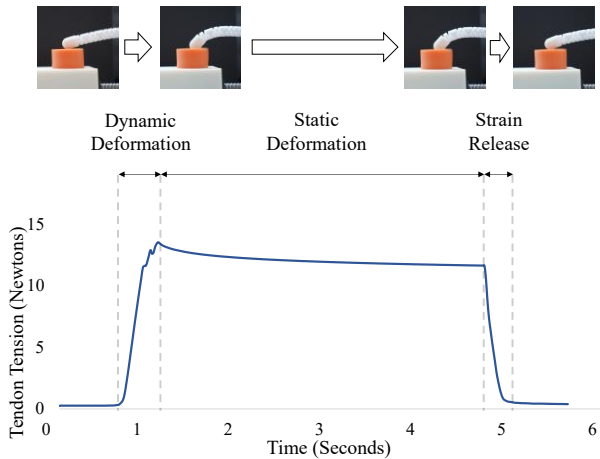 Dynamic
Deformation
Static
Deformation
Strain
Release
15
10
5
0
Tendon Tension (Newtons)
0 1 2 3 4 5 6
Time (Seconds)